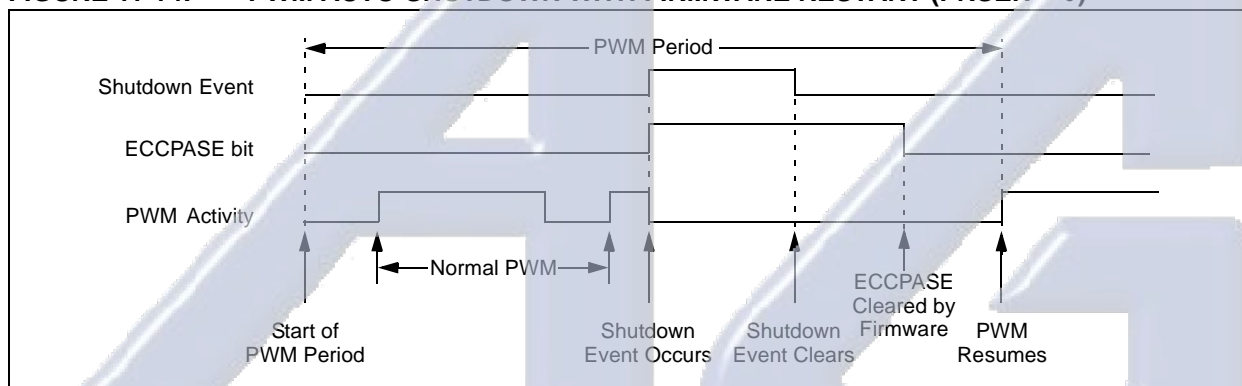 PWM Period
Shutdown Event
ECCPASE bit
PWM Activity
Normal PWM
Start of
PWM Period
Shutdown
Event Occurs
Shutdown
Event Clears
ECCPASE
Cleared by
Firmware
PWM
Resumes